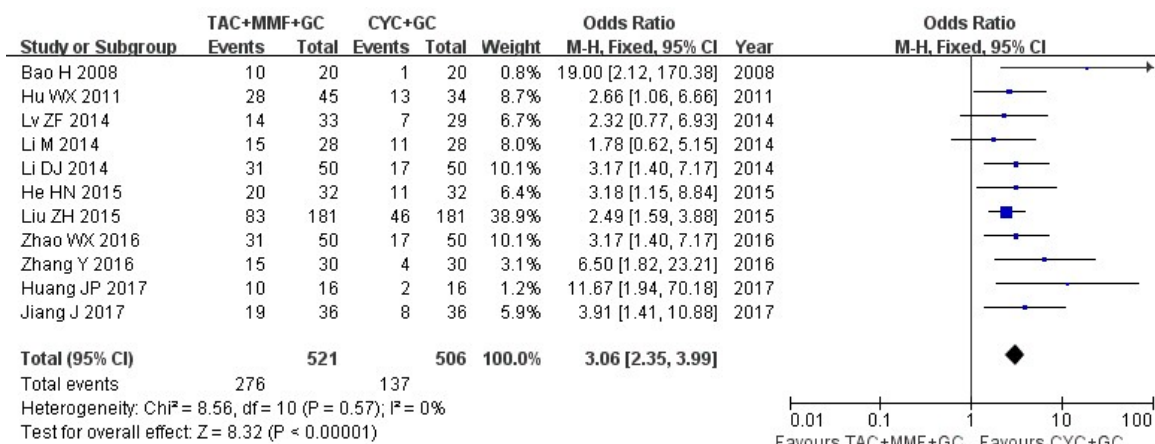 TAC+MMF+GC CYC+GC Odds Ratio Odds Ratio
Study or Subgroup Events Total Events Total Weight M-H, Fixed, 95% CI Year M-H, Fixed, 95% CI
Bao H 2008 10 20 1 20 0.8% 19.00 [2.12, 170.38] 2008
Hu WX 2011 28 45 13 34 8.7% 2.66 [1.06, 6.66] 2011
Lv ZF 2014 14 33 7 29 6.7% 2.32 [0.77, 6.93] 2014
Li M 2014 15 28 11 28 8.0% 1.78 [0.62, 5.15] 2014
Li DJ 2014 31 50 17 50 10.1% 3.17 [1.40, 7.17] 2014
He HN 2015 20 32 11 32 6.4% 3.18 [1.15, 8.84] 2015
Liu ZH 2015 83 181 46 181 38.9% 2.49 [1.59, 3.88] 2015
Zhao WX 2016 31 50 17 50 10.1% 3.17 [1.40, 7.17] 2016
Zhang Y 2016 15 30 4 30 3.1% 6.50 [1.82, 23.21] 2016
Huang JP 2017 10 16 2 16 1.2% 11.67 [1.94, 70.18] 2017
Jiang J 2017 19 36 8 36 5.9% 3.91 [1.41, 10.88] 2017
Total (95% CI) 521 506 100.0% 3.06 [2.35, 3.99]
Total events 276 137
Heterogeneity: Chi² = 8.56, df = 10 (P = 0.57); I² = 0%
Test for overall effect: Z = 8.32 (P < 0.00001)
0.01 0.1 1 10 100
Favours TAC+MMF+GC Favours CYC+GC